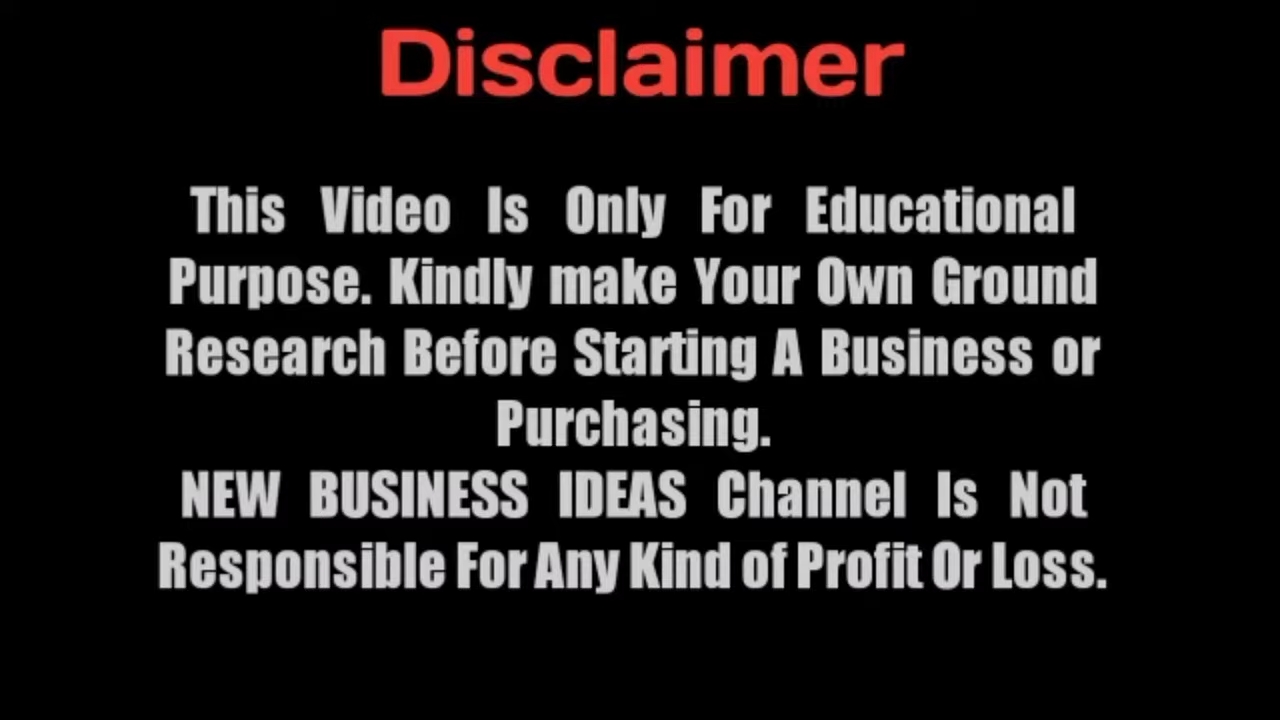 Disclaimer
This Video Is Only For Educational
Purpose. Kindly make Your Own Ground
Research Before Starting A Business or
Purchasing.
NEW BUSINESS IDEAS Channel Is Not
Responsible For Any Kind of Profit Or Loss.